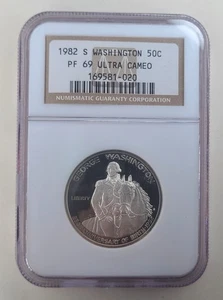 1982 S WASHINGTON 50C
PF 69 ULTRA CAMEO
169581-020
NUMISMATIC GUARANTY CORPORATION
GEORGE WASHINGTON
LIBERTY